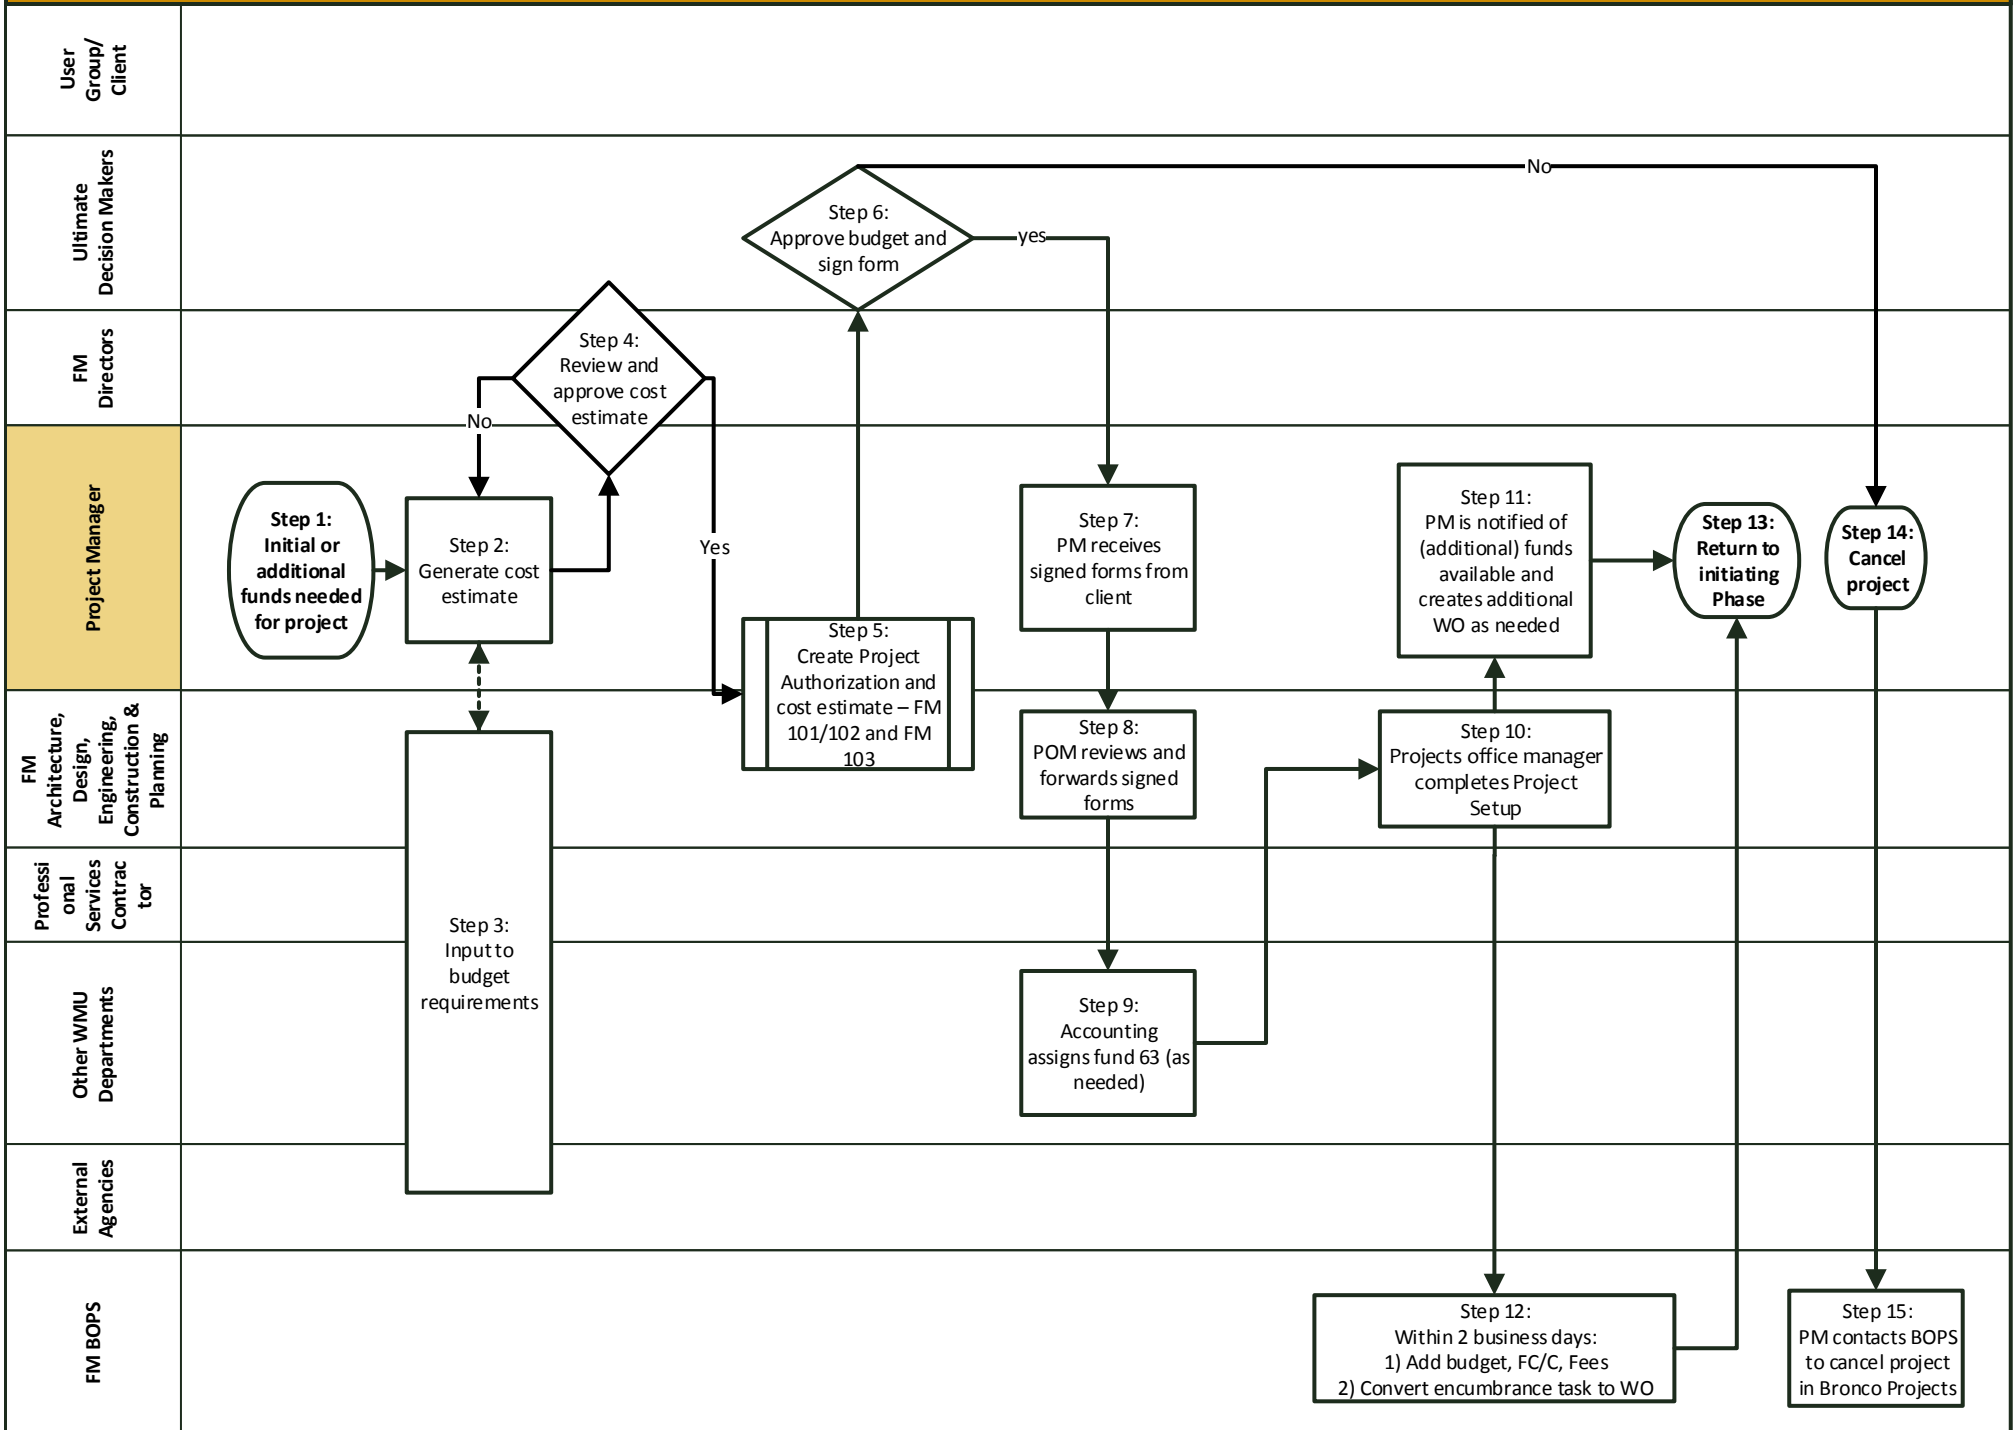 User
Group/
Client
Ultimate
Decision Makers
FM
Directors
Project Manager
FM
Architecture,
Design,
Engineering,
Construction &
Planning
Professi
onal
Services
Contrac
tor
Other WMU
Departments
External
Agencies
FM BOPS
Step 1:
Initial or
additional
funds needed
for project
Step 2:
Generate cost
estimate
Step 3:
Input to
budget
requirements
Step 4:
Review and
approve cost
estimate
No
Yes
Step 5:
Create Project
Authorization and
cost estimate – FM
101/102 and FM
103
Step 6:
Approve budget and
sign form
yes
No
Step 7:
PM receives
signed forms from
client
Step 8:
POM reviews and
forwards signed
forms
Step 9:
Accounting
assigns fund 63 (as
needed)
Step 10:
Projects office manager
completes Project
Setup
Step 11:
PM is notified of
(additional) funds
available and
creates additional
WO as needed
Step 12:
Within 2 business days:
1) Add budget, FC/C, Fees
2) Convert encumbrance task to WO
Step 13:
Return to
initiating
Phase
Step 14:
Cancel
project
Step 15:
PM contacts BOPS
to cancel project
in Bronco Projects